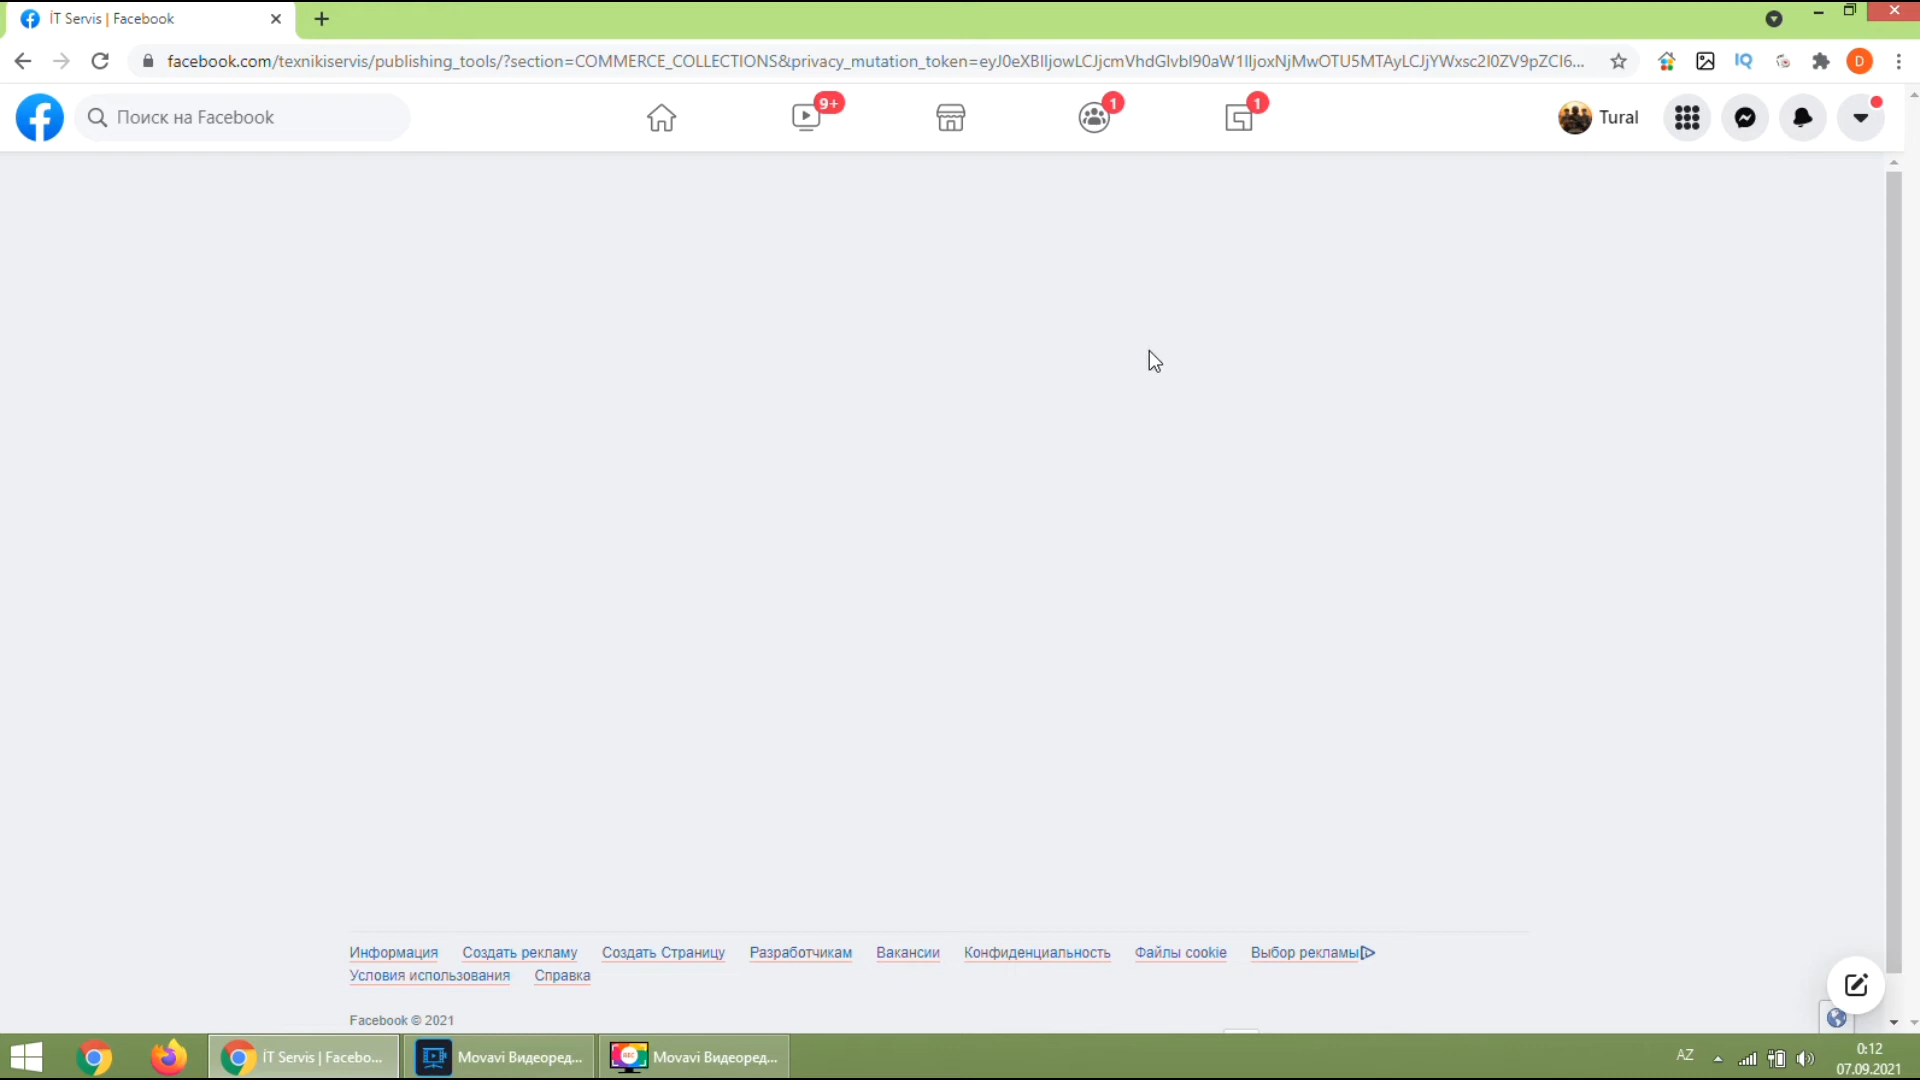 İT Servis | Facebook
facebook.com/texnikiservis/publishing_tools/?section=COMMERCE_COLLECTIONS&privacy_mutation_token=eyJ0eXBlIjowLCJjcmVhdGlvbl90aW1lIjoxNjMwOTU5MTAyLCJjYWxsc2l0ZV9pZCI6...
IQ
D
Поиск на Facebook
9+
1
1
Tural
Информация Создать рекламу Создать Страницу Разработчикам Вакансии Конфиденциальность Файлы cookie Выбор рекламы
Условия использования Справка
Facebook © 2021
İT Servis | Facebo...
Movavi Видеоред...
REC
Movavi Видеоред...
AZ
0:12
07.09.2021